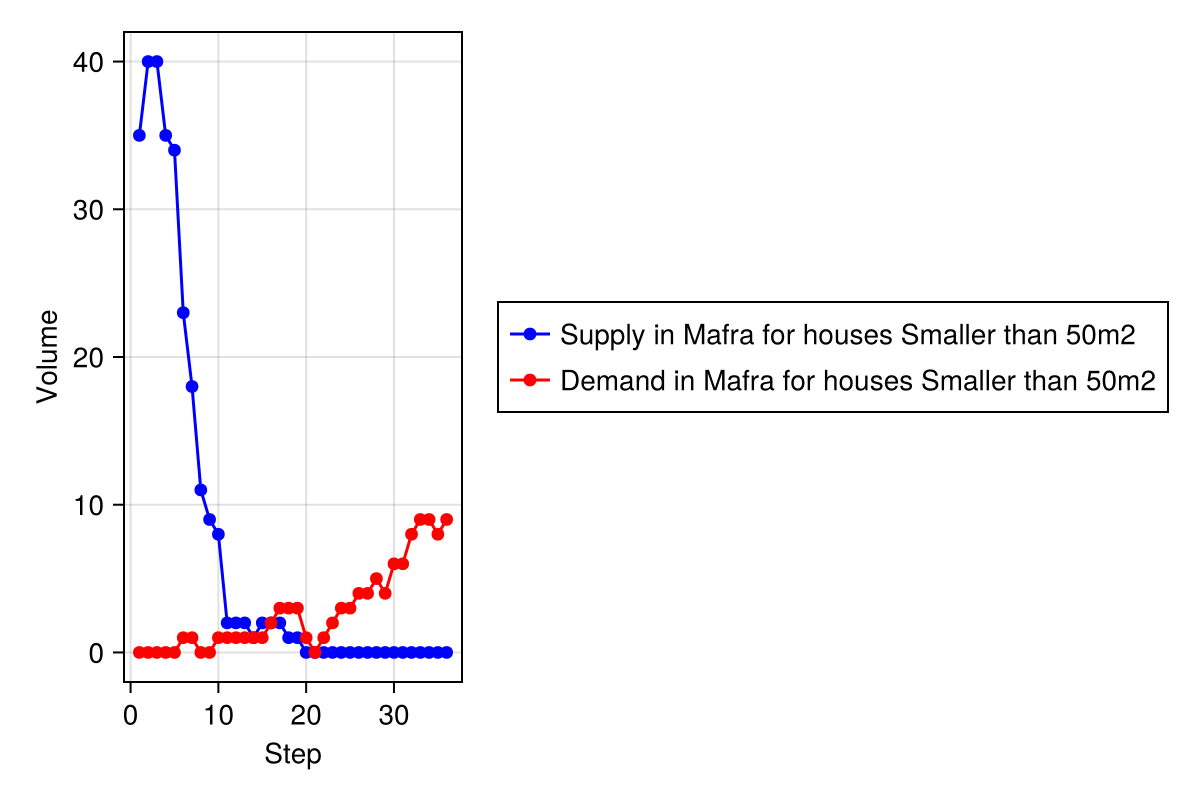 40
30
20
10
0
Volume
0 10 20 30
Step
Supply in Mafra for houses Smaller than 50m2
Demand in Mafra for houses Smaller than 50m2